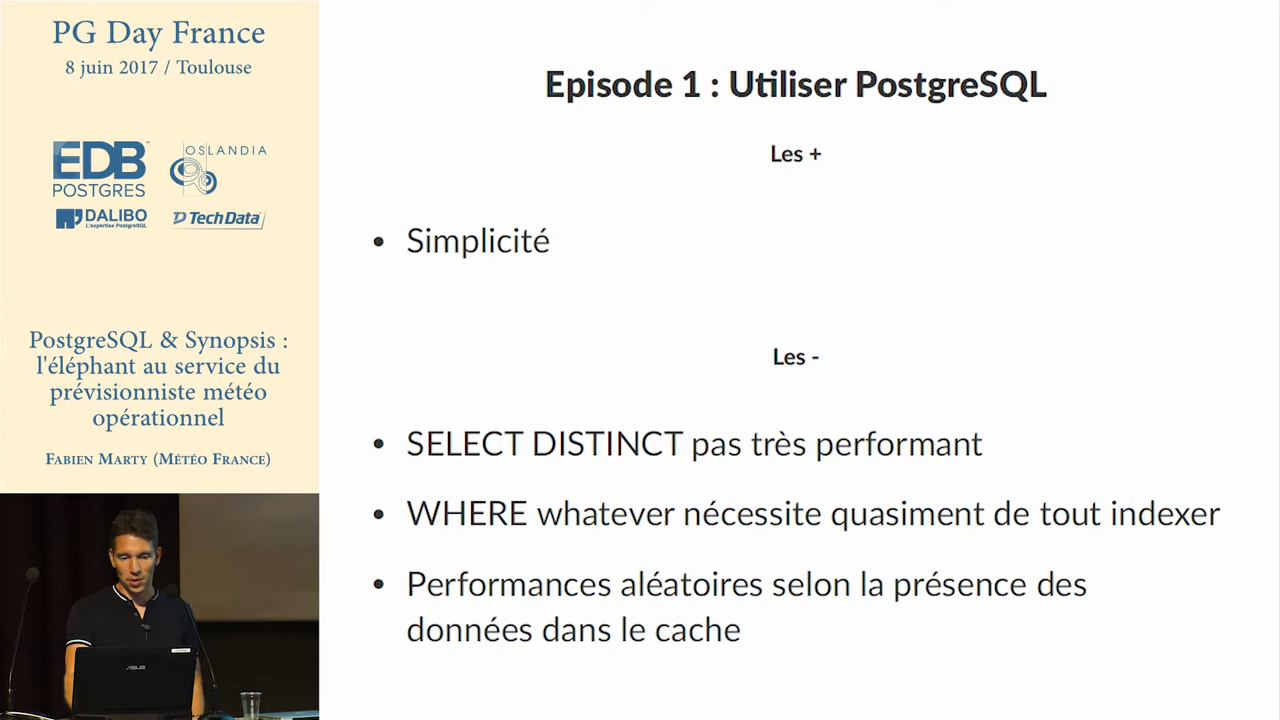 PG Day France
8 juin 2017 / Toulouse
EDB
POSTGRES
OSLANDIA
DALIBO
L'expertise PostgreSQL
TechData
PostgreSQL & Synopsis :
l'éléphant au service du
prévisionniste météo
opérationnel
Fabien Marty (Météo France)
ASUS
Episode 1 : Utiliser PostgreSQL
Les +
• Simplicité
Les -
• SELECT DISTINCT pas très performant
• WHERE whatever nécessite quasiment de tout indexer
• Performances aléatoires selon la présence des
données dans le cache